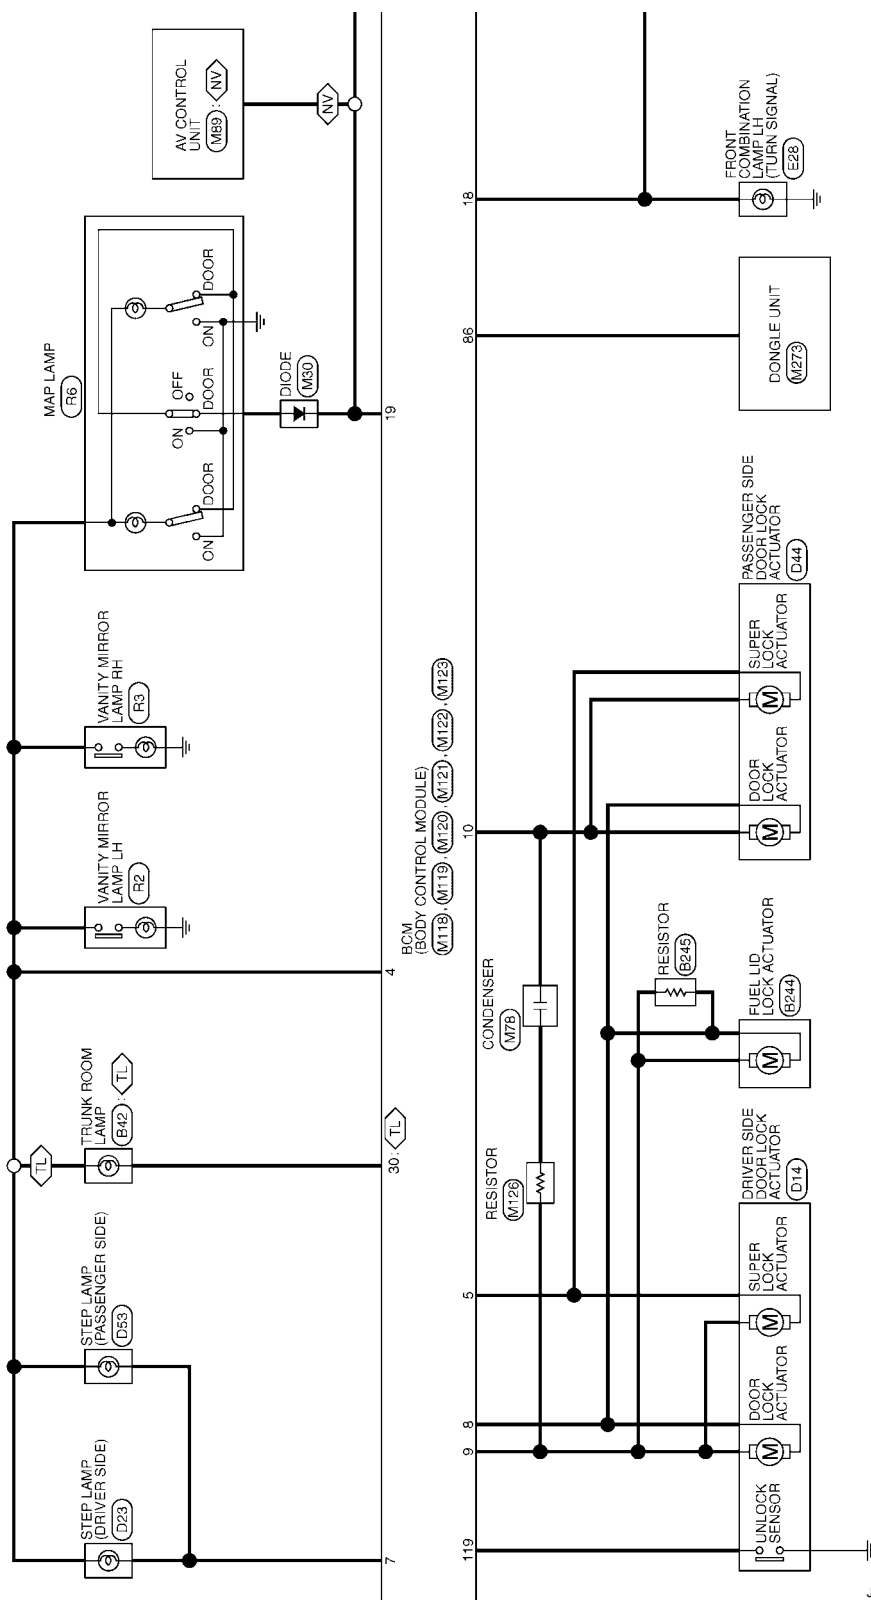 STEP LAMP
(DRIVER SIDE)
D23
STEP LAMP
(PASSENGER SIDE)
D53
TL
TRUNK ROOM
LAMP
B42 : TL
VANITY MIRROR
LAMP LH
R2
VANITY MIRROR
LAMP RH
R3
MAP LAMP
R6
ON
DOOR
ON
OFF
DOOR
ON
DOOR
DIODE
M30
AV CONTROL
UNIT
M89 : NV
NV
7
30 : TL
4
19
BCM
(BODY CONTROL MODULE)
M118 , M119 , M120 , M121 , M122 , M123
119
9
8
5
10
86
18
RESISTOR
M126
CONDENSER
M78
RESISTOR
B245
UNLOCK
SENSOR
DOOR
LOCK
ACTUATOR
SUPER
LOCK
ACTUATOR
M
M
DRIVER SIDE
DOOR LOCK
ACTUATOR
D14
FUEL LID
LOCK ACTUATOR
B244
M
DOOR
LOCK
ACTUATOR
SUPER
LOCK
ACTUATOR
M
M
PASSENGER SIDE
DOOR LOCK
ACTUATOR
D44
DONGLE UNIT
M273
FRONT
COMBINATION
LAMP LH
(TURN SIGNAL)
E28